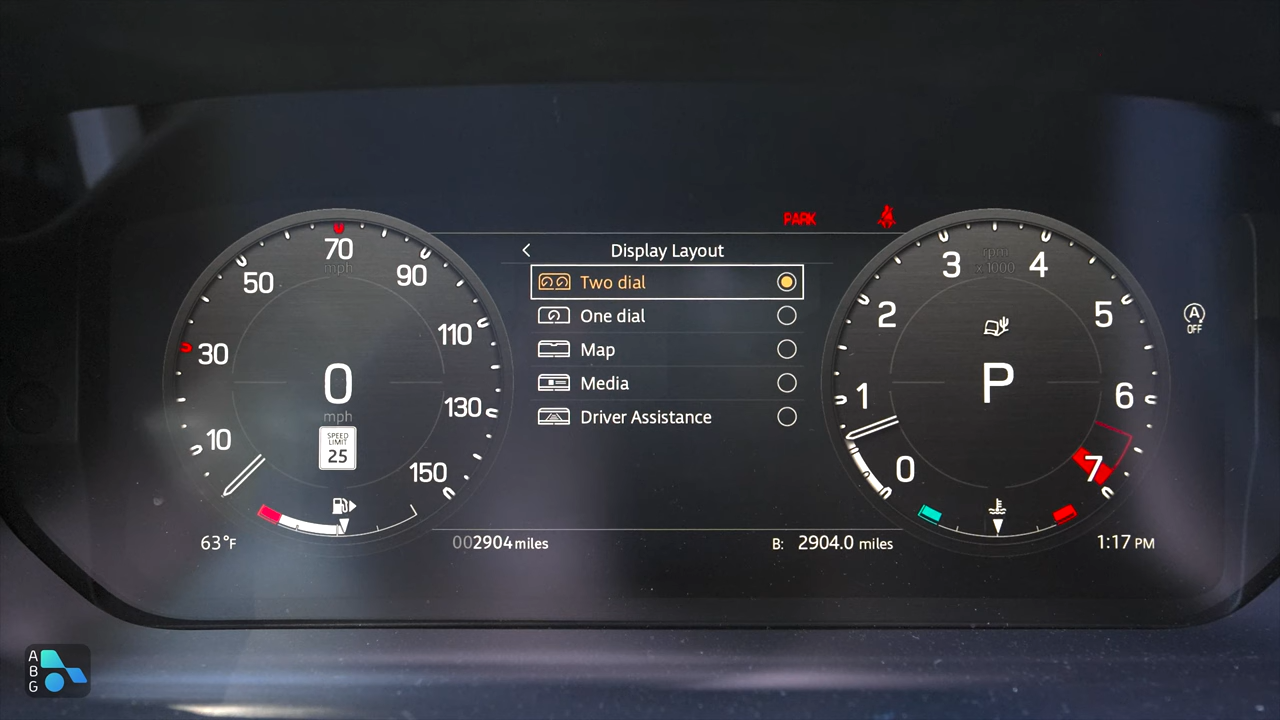 PARK
70
mph
50
90
30
110
0
mph
10
130
SPEED
LIMIT
25
150
63°F
Display Layout
Two dial
One dial
Map
Media
Driver Assistance
002904 miles
B: 2904.0 miles
3
rpm
x 1000
4
2
5
1
P
6
0
7
1:17 PM
A
OFF
A
B
G